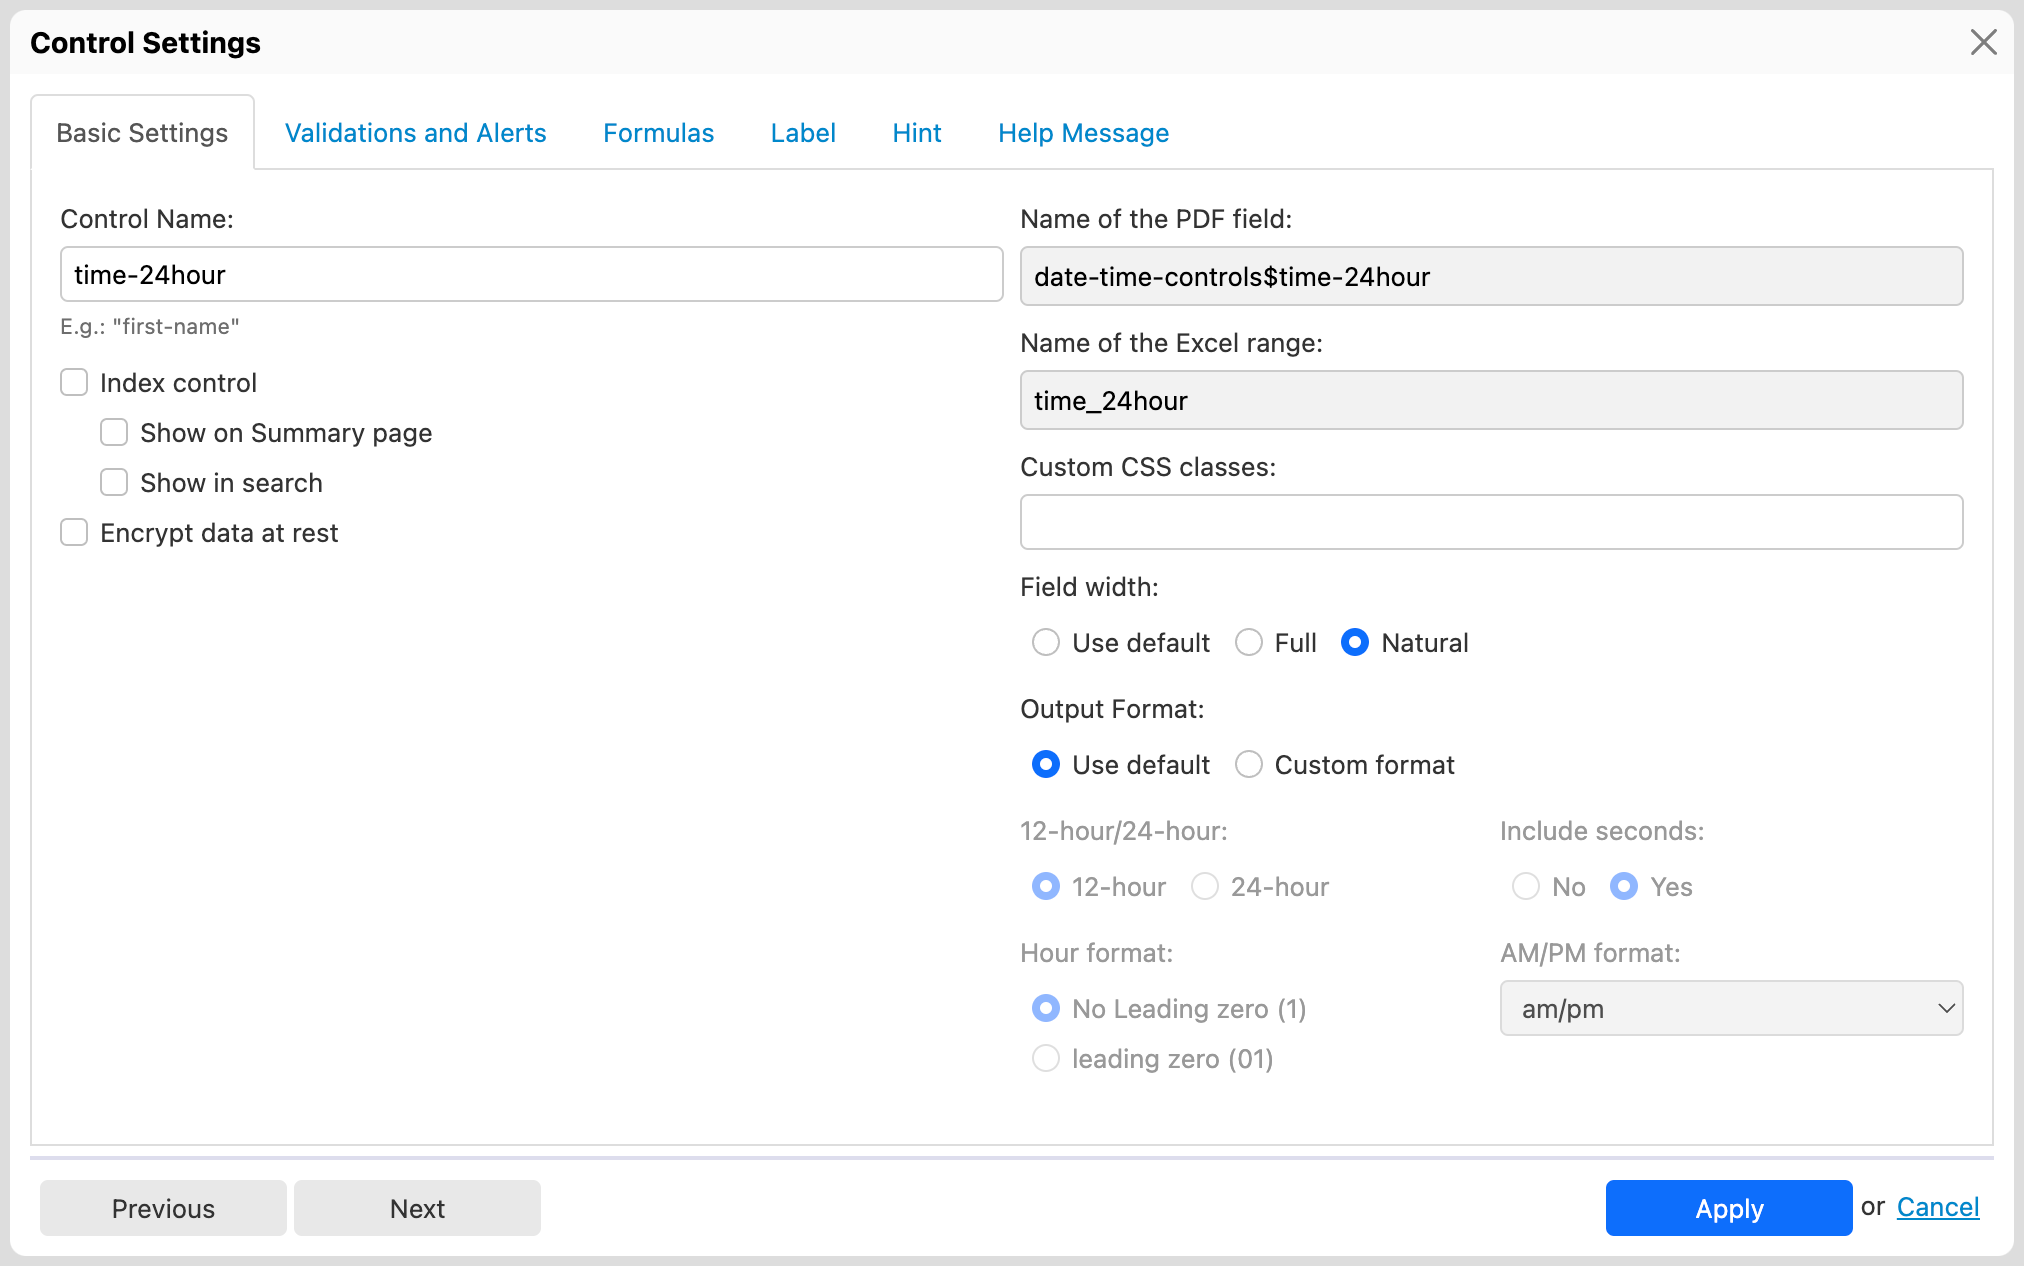 Control Settings
Basic Settings
Validations and Alerts
Formulas
Label
Hint
Help Message
Control Name:
time-24hour
E.g.: "first-name"
Index control
Show on Summary page
Show in search
Encrypt data at rest
Name of the PDF field:
date-time-controls$time-24hour
Name of the Excel range:
time_24hour
Custom CSS classes:
Field width:
Use default Full Natural
Output Format:
Use default Custom format
12-hour/24-hour:
12-hour 24-hour
Include seconds:
No Yes
Hour format:
No Leading zero (1)
leading zero (01)
AM/PM format:
am/pm
Previous
Next
Apply or Cancel